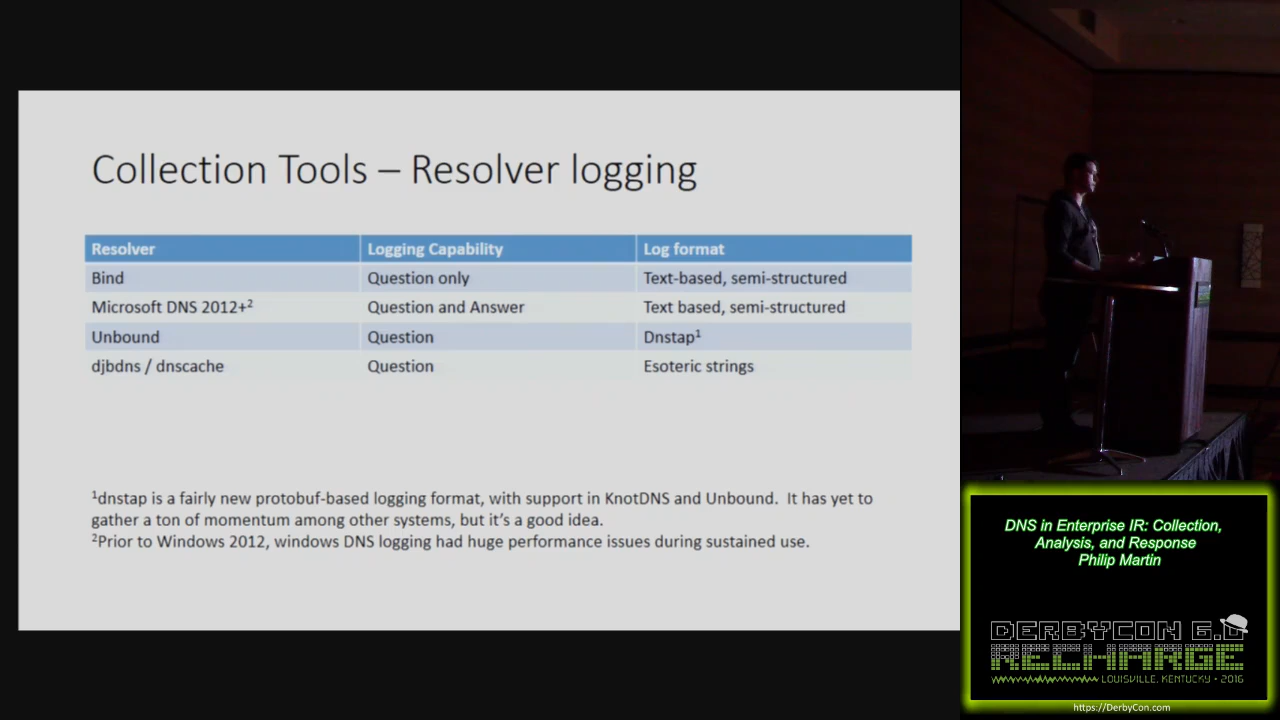 Collection Tools – Resolver logging
Resolver Logging Capability Log format
Bind Question only Text-based, semi-structured
Microsoft DNS 2012+² Question and Answer Text based, semi-structured
Unbound Question Dnstap¹
djbdns / dnscache Question Esoteric strings
¹dnstap is a fairly new protobuf-based logging format, with support in KnotDNS and Unbound. It has yet to
gather a ton of momentum among other systems, but it's a good idea.
²Prior to Windows 2012, windows DNS logging had huge performance issues during sustained use.
DNS in Enterprise IR: Collection,
Analysis, and Response
Philip Martin
DERBYCON 6.0
RECHARGE
LOUISVILLE, KENTUCKY • 2016
https://DerbyCon.com